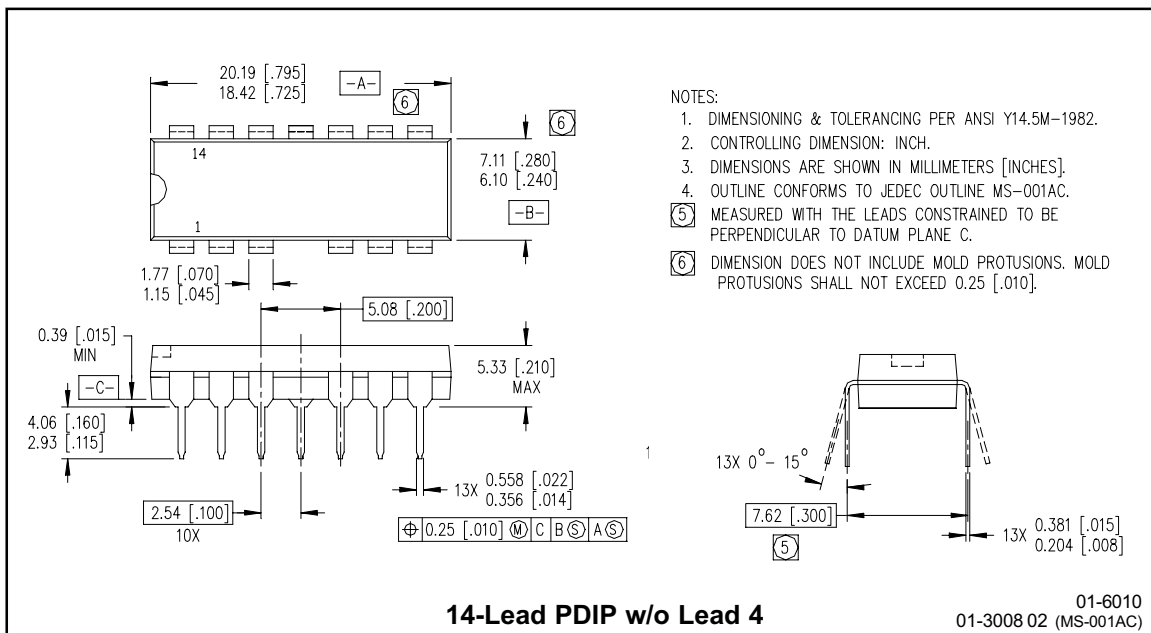 20.19 [.795]
18.42 [.725]
-A-
6
6
14
1
7.11 [.280]
6.10 [.240]
-B-
1.77 [.070]
1.15 [.045]
5.08 [.200]
0.39 [.015]
MIN
-C-
5.33 [.210]
MAX
4.06 [.160]
2.93 [.115]
13X 0.558 [.022]
0.356 [.014]
2.54 [.100]
10X
⌖ 0.25 [.010] Ⓜ C B Ⓢ A Ⓢ
NOTES:
1. DIMENSIONING & TOLERANCING PER ANSI Y14.5M-1982.
2. CONTROLLING DIMENSION: INCH.
3. DIMENSIONS ARE SHOWN IN MILLIMETERS [INCHES].
4. OUTLINE CONFORMS TO JEDEC OUTLINE MS-001AC.
5 MEASURED WITH THE LEADS CONSTRAINED TO BE
PERPENDICULAR TO DATUM PLANE C.
6 DIMENSION DOES NOT INCLUDE MOLD PROTUSIONS. MOLD
PROTUSIONS SHALL NOT EXCEED 0.25 [.010].
1
13X 0°- 15°
7.62 [.300]
5
13X 0.381 [.015]
0.204 [.008]
14-Lead PDIP w/o Lead 4
01-6010
01-3008 02 (MS-001AC)